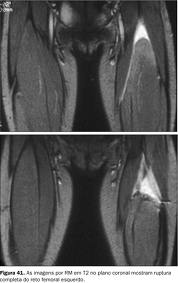 Figura 41. As imagens por RM em T2 no plano coronal mostram ruptura
completa do reto femoral esquerdo.